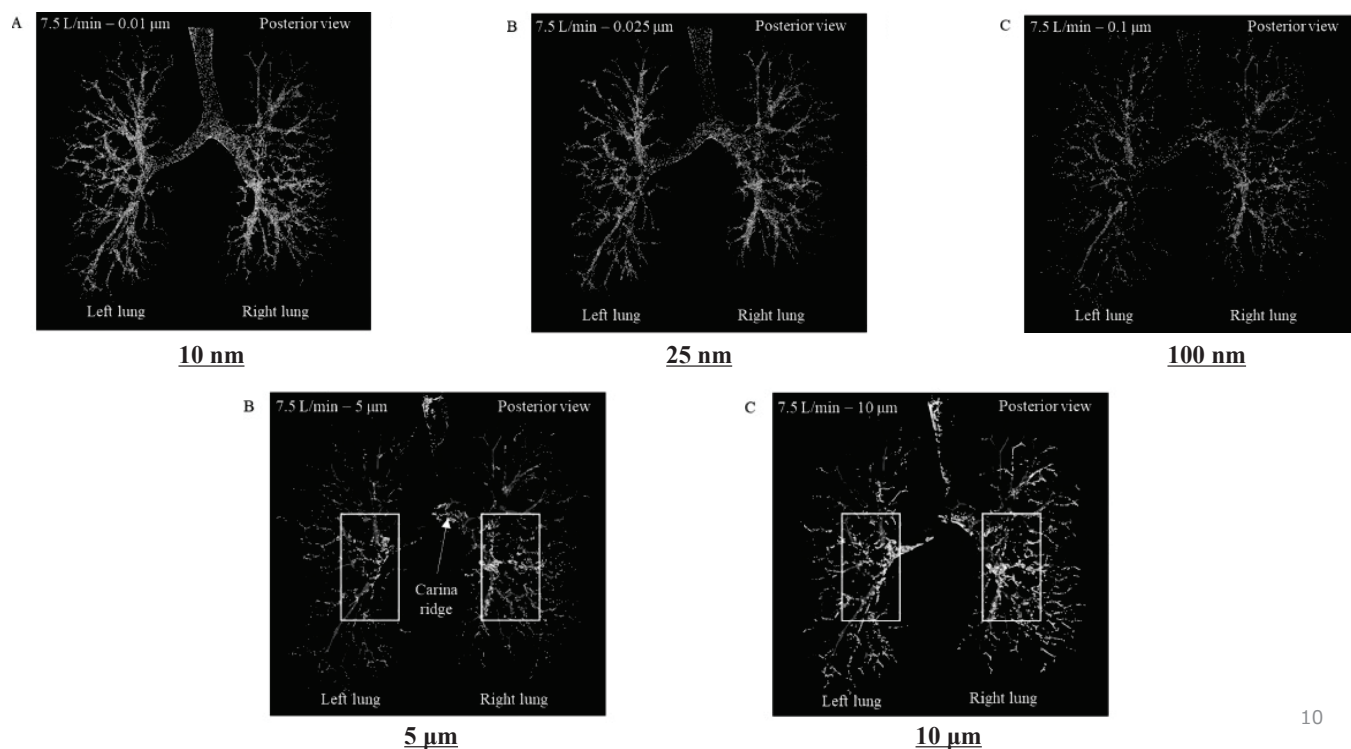 A
7.5 L/min – 0.01 μm Posterior view
Left lung Right lung
10 nm
B
7.5 L/min – 0.025 μm Posterior view
Left lung Right lung
25 nm
C
7.5 L/min – 0.1 μm Posterior view
Left lung Right lung
100 nm
B
7.5 L/min – 5 μm Posterior view
Carina
ridge
Left lung Right lung
5 μm
C
7.5 L/min – 10 μm Posterior view
Left lung Right lung
10 μm
10